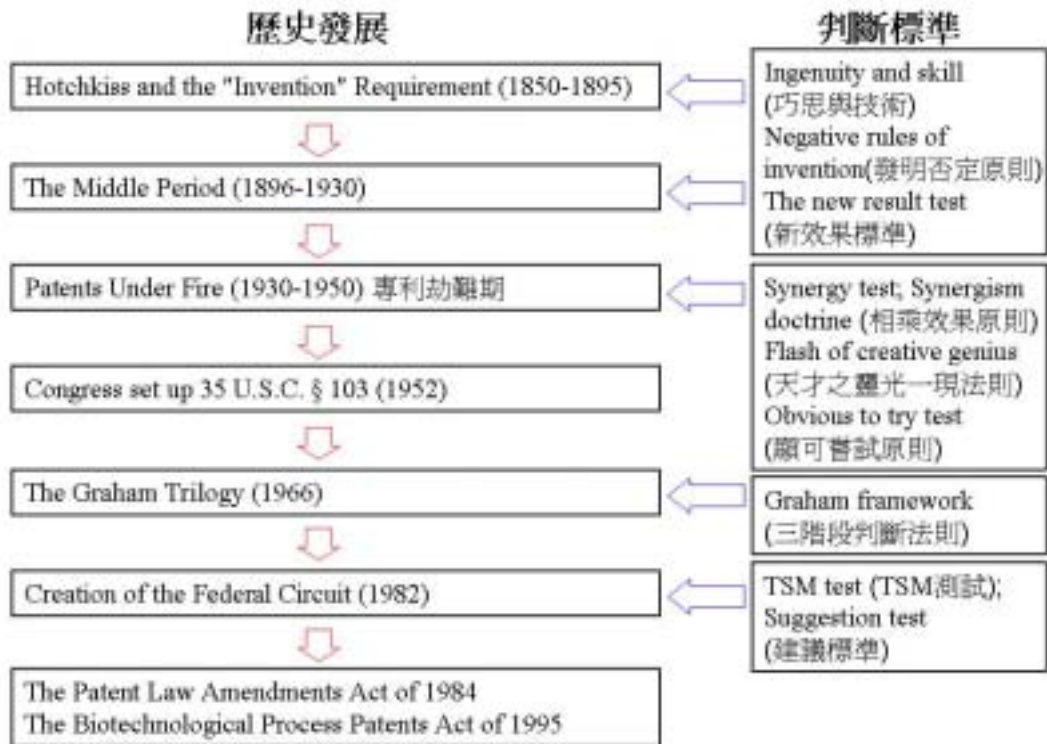 歷史發展
Hotchkiss and the "Invention" Requirement (1850-1895)
The Middle Period (1896-1930)
Patents Under Fire (1930-1950) 專利劫難期
Congress set up 35 U.S.C. § 103 (1952)
The Graham Trilogy (1966)
Creation of the Federal Circuit (1982)
The Patent Law Amendments Act of 1984
The Biotechnological Process Patents Act of 1995
判斷標準
Ingenuity and skill
(巧思與技術)
Negative rules of
invention(發明否定原則)
The new result test
(新效果標準)
Synergy test; Synergism
doctrine (相乘效果原則)
Flash of creative genius
(天才之靈光一現法則)
Obvious to try test
(顯可嘗試原則)
Graham framework
(三階段判斷法則)
TSM test (TSM測試);
Suggestion test
(建議標準)